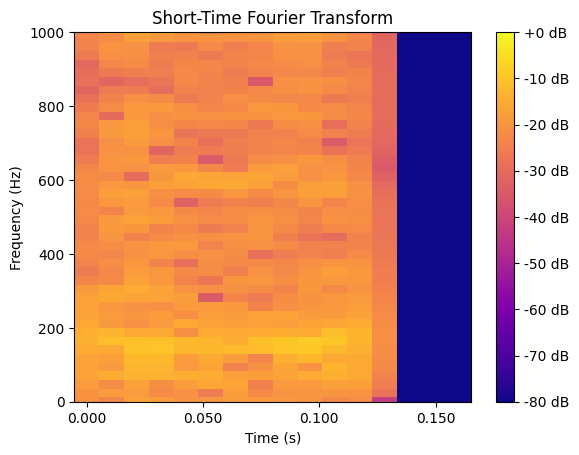 Short-Time Fourier Transform
Frequency (Hz)
1000
800
600
400
200
0
0.000
0.050
0.100
0.150
Time (s)
+0 dB
-10 dB
-20 dB
-30 dB
-40 dB
-50 dB
-60 dB
-70 dB
-80 dB